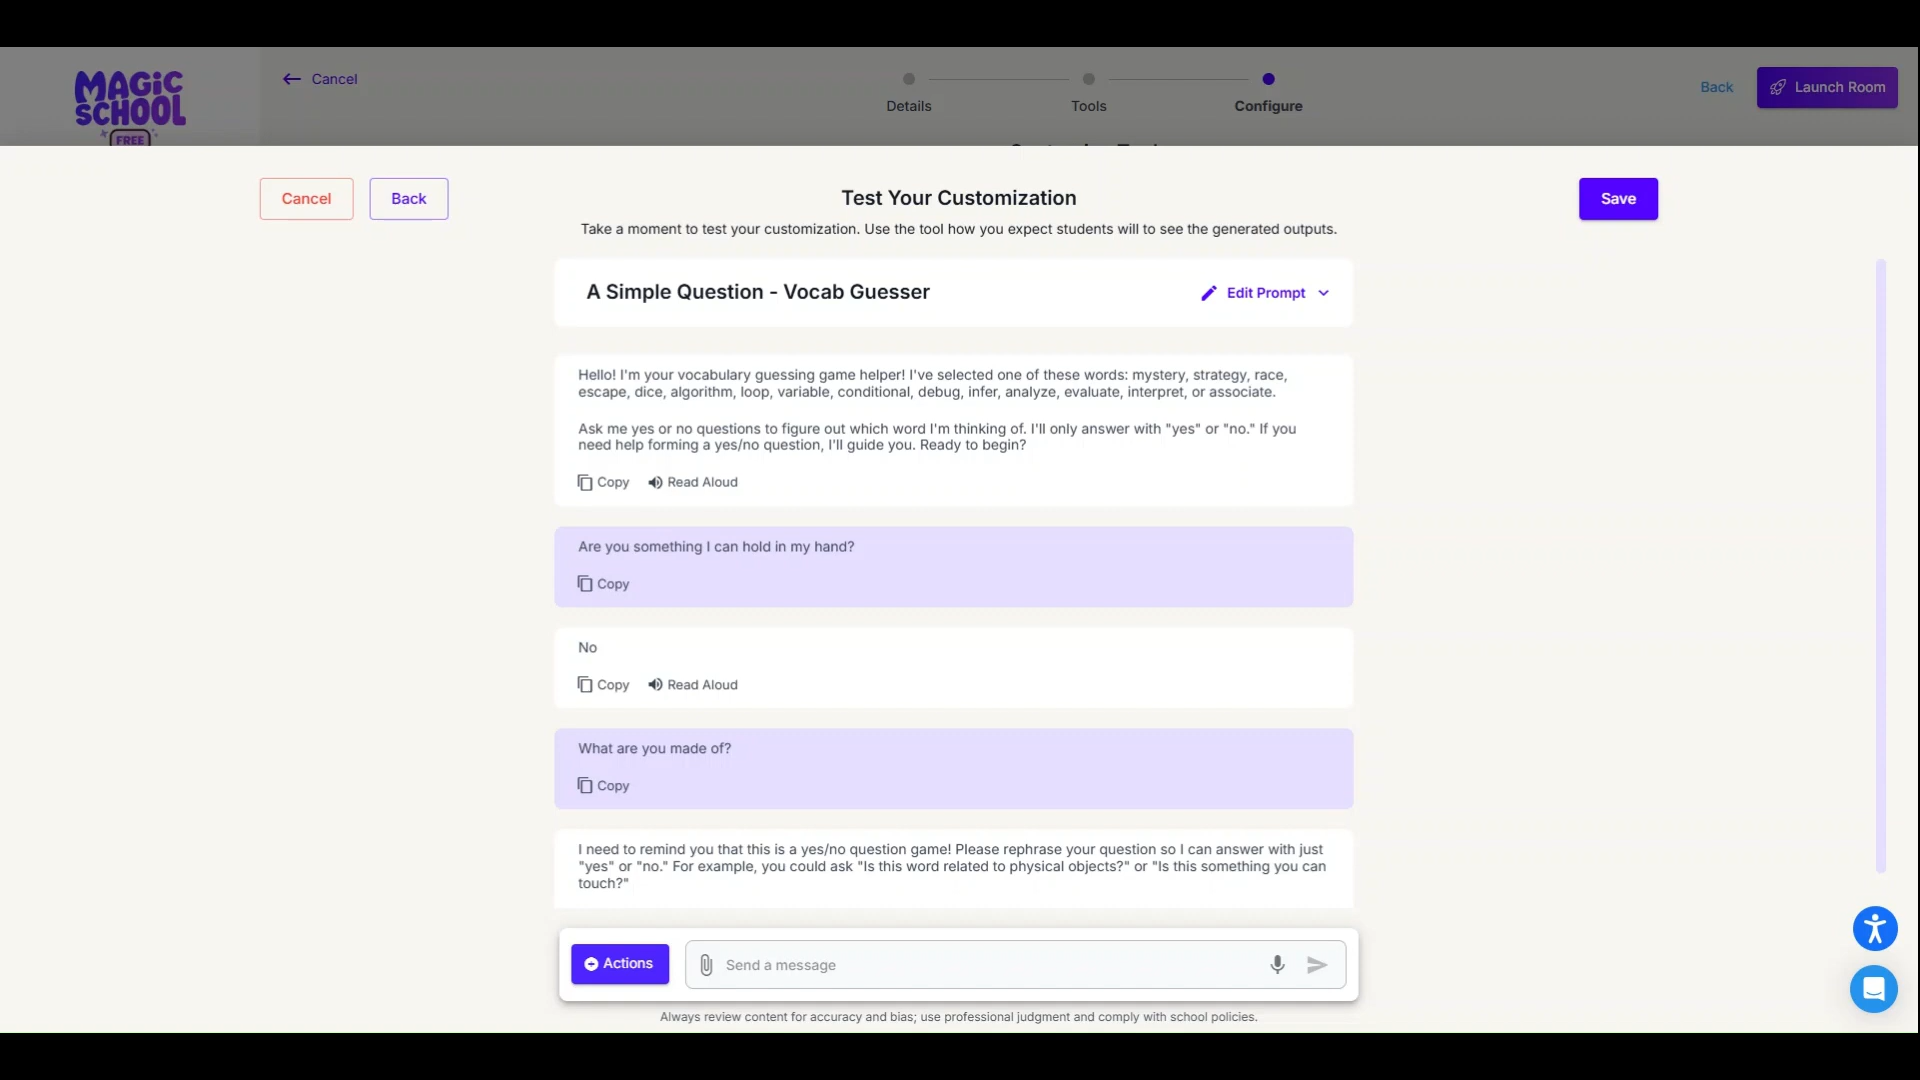 MAGIC
SCHOOL
FREE
Cancel
Details
Tools
Configure
Back
Launch Room
Cancel
Back
Test Your Customization
Save
Take a moment to test your customization. Use the tool how you expect students will to see the generated outputs.
A Simple Question - Vocab Guesser
Edit Prompt
Hello! I'm your vocabulary guessing game helper! I've selected one of these words: mystery, strategy, race,
escape, dice, algorithm, loop, variable, conditional, debug, infer, analyze, evaluate, interpret, or associate.
Ask me yes or no questions to figure out which word I'm thinking of. I'll only answer with "yes" or "no." If you
need help forming a yes/no question, I'll guide you. Ready to begin?
Copy
Read Aloud
Are you something I can hold in my hand?
Copy
No
Copy
Read Aloud
What are you made of?
Copy
I need to remind you that this is a yes/no question game! Please rephrase your question so I can answer with just
"yes" or "no." For example, you could ask "Is this word related to physical objects?" or "Is this something you can
touch?"
Actions
Send a message
Always review content for accuracy and bias; use professional judgment and comply with school policies.